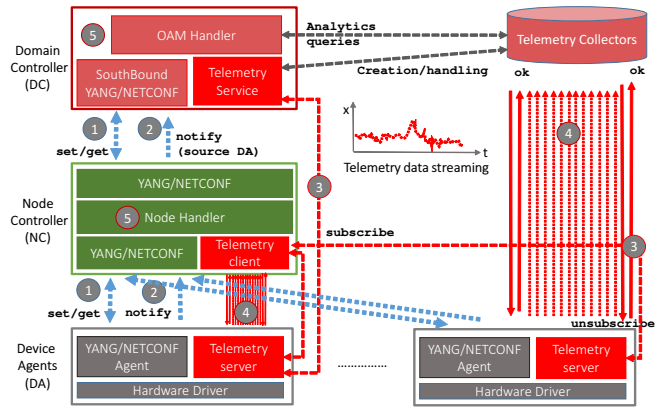 Domain
Controller
(DC)
5
OAM Handler
SouthBound
YANG/NETCONF
Telemetry
Service
Analytics
queries
Creation/handling
Telemetry Collectors
ok
ok
1
2
set/get
notify
(source DA)
x
t
Telemetry data streaming
4
3
Node
Controller
(NC)
YANG/NETCONF
5
Node Handler
YANG/NETCONF
Telemetry
client
subscribe
3
1
2
set/get
notify
4
unsubscribe
Device
Agents
(DA)
YANG/NETCONF
Agent
Telemetry
server
Hardware Driver
……………
YANG/NETCONF
Agent
Telemetry
server
Hardware Driver